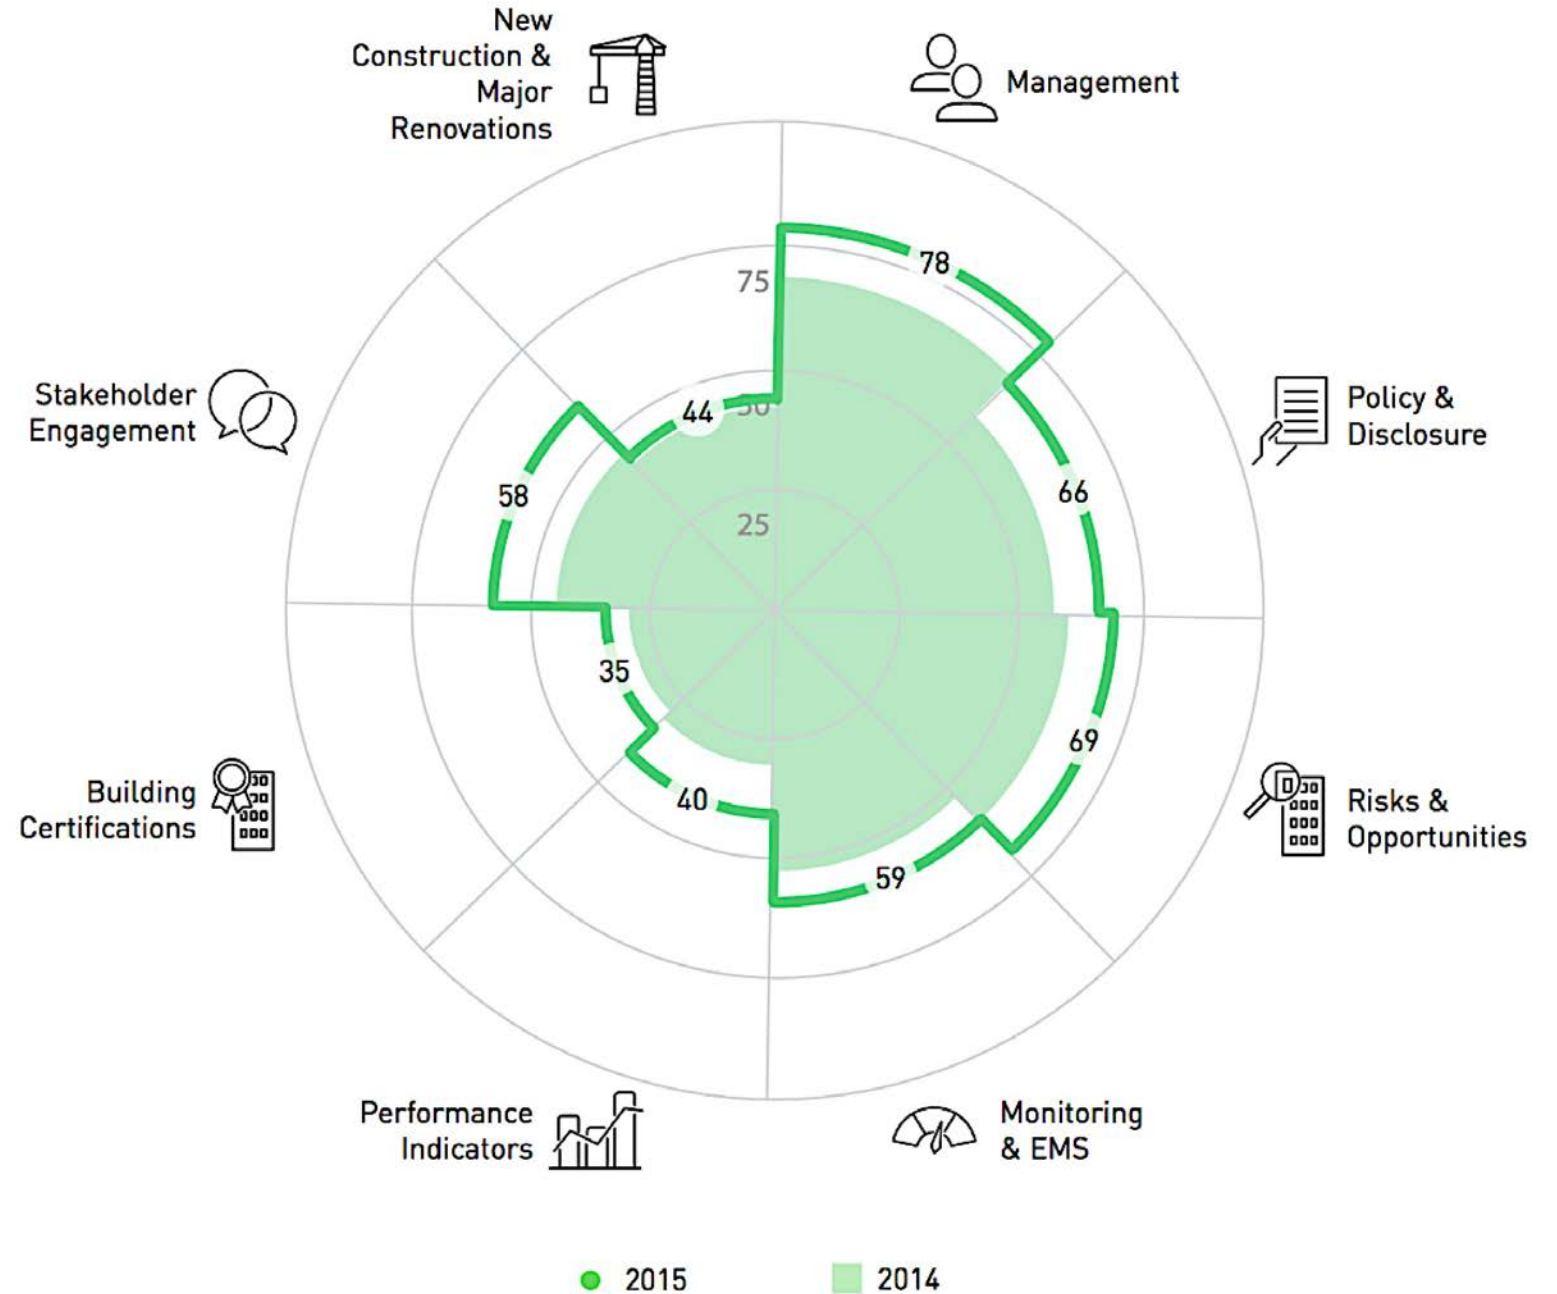 New
Construction &
Major
Renovations
Management
75
78
50
44
25
Stakeholder
Engagement
58
Policy &
Disclosure
66
35
69
Building
Certifications
40
59
Risks &
Opportunities
Performance
Indicators
Monitoring
& EMS
2015
2014